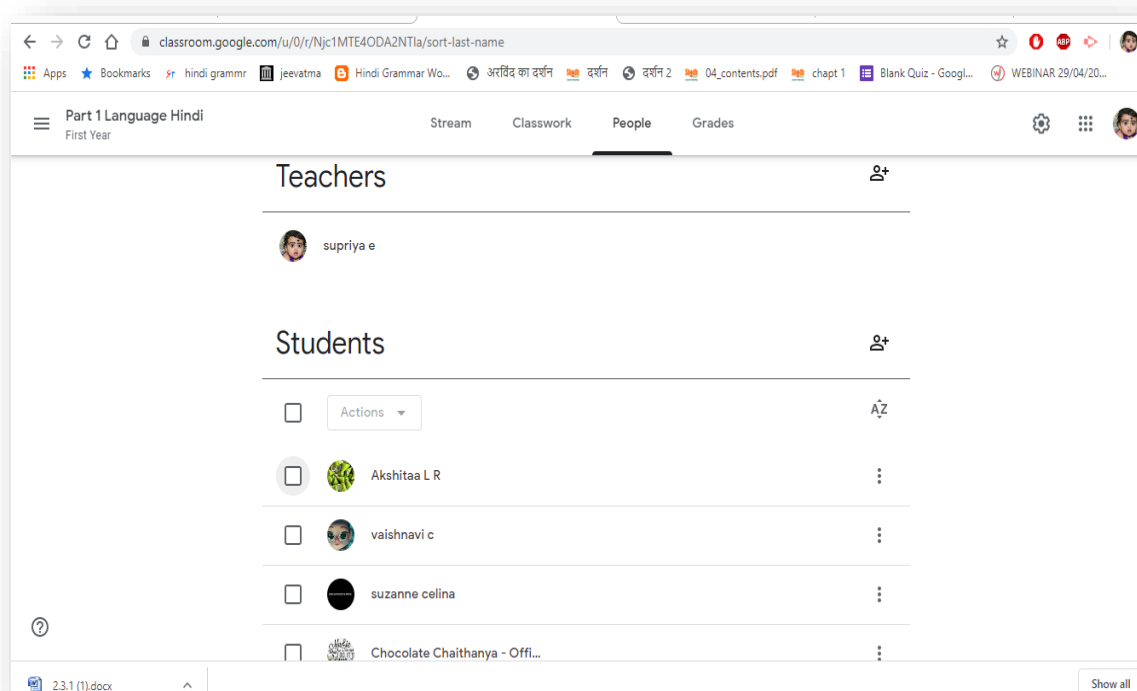 classroom.google.com/u/0/r/Njc1MTE4ODA2NTIa/sort-last-name
ABP
Apps Bookmarks hindi grammr jeevatma Hindi Grammar Wo... अरविंद का दर्शन दर्शन दर्शन 2 04_contents.pdf chapt 1 Blank Quiz - Googl... WEBINAR 29/04/20...
Part 1 Language Hindi
First Year
Stream Classwork People Grades
Teachers
supriya e
Students
Actions
AZ
Akshitaa L R
vaishnavi c
suzanne celina
Chocolate Chaithanya - Offi...
2.3.1 (1).docx
Show all